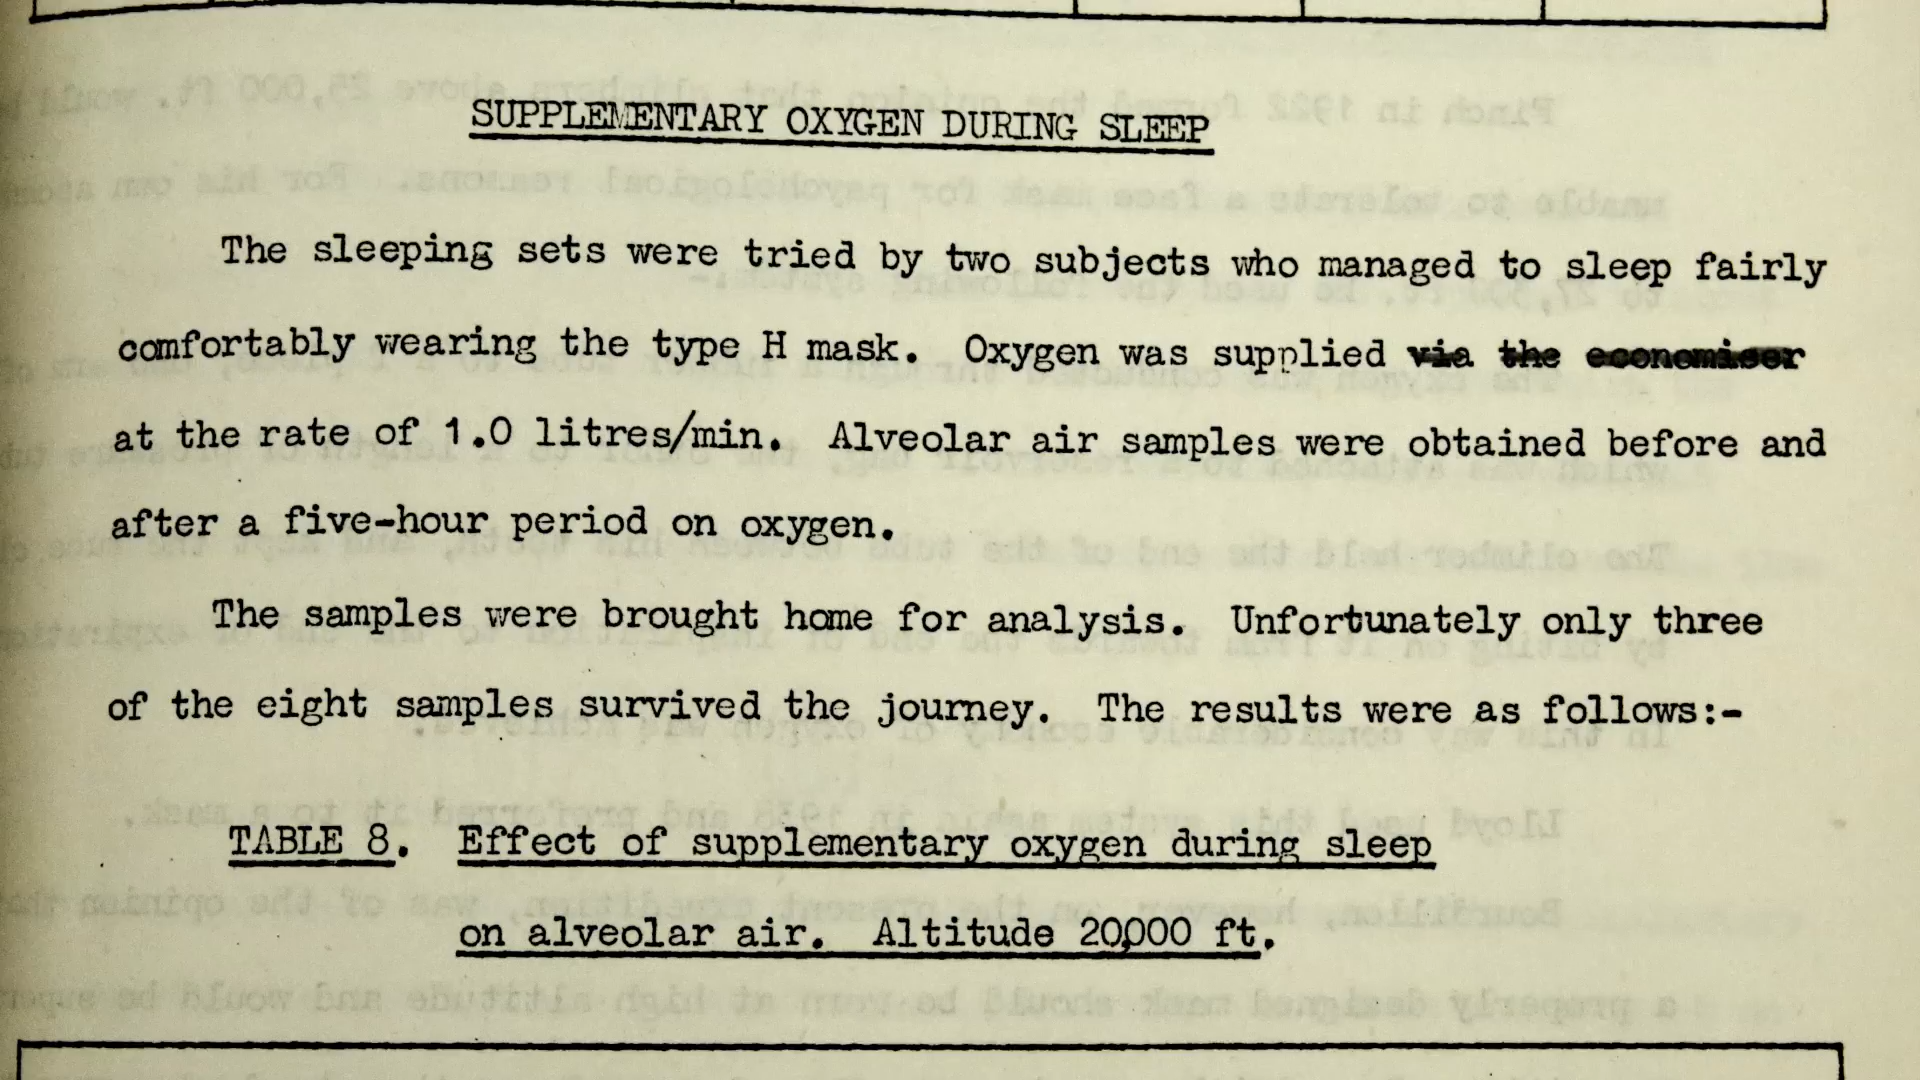 SUPPLEMENTARY OXYGEN DURING SLEEP
The sleeping sets were tried by two subjects who managed to sleep fairly
comfortably wearing the type H mask. Oxygen was supplied via the economiser
at the rate of 1.0 litres/min. Alveolar air samples were obtained before and
after a five-hour period on oxygen.
The samples were brought home for analysis. Unfortunately only three
of the eight samples survived the journey. The results were as follows:-
TABLE 8. Effect of supplementary oxygen during sleep
on alveolar air. Altitude 20,000 ft.